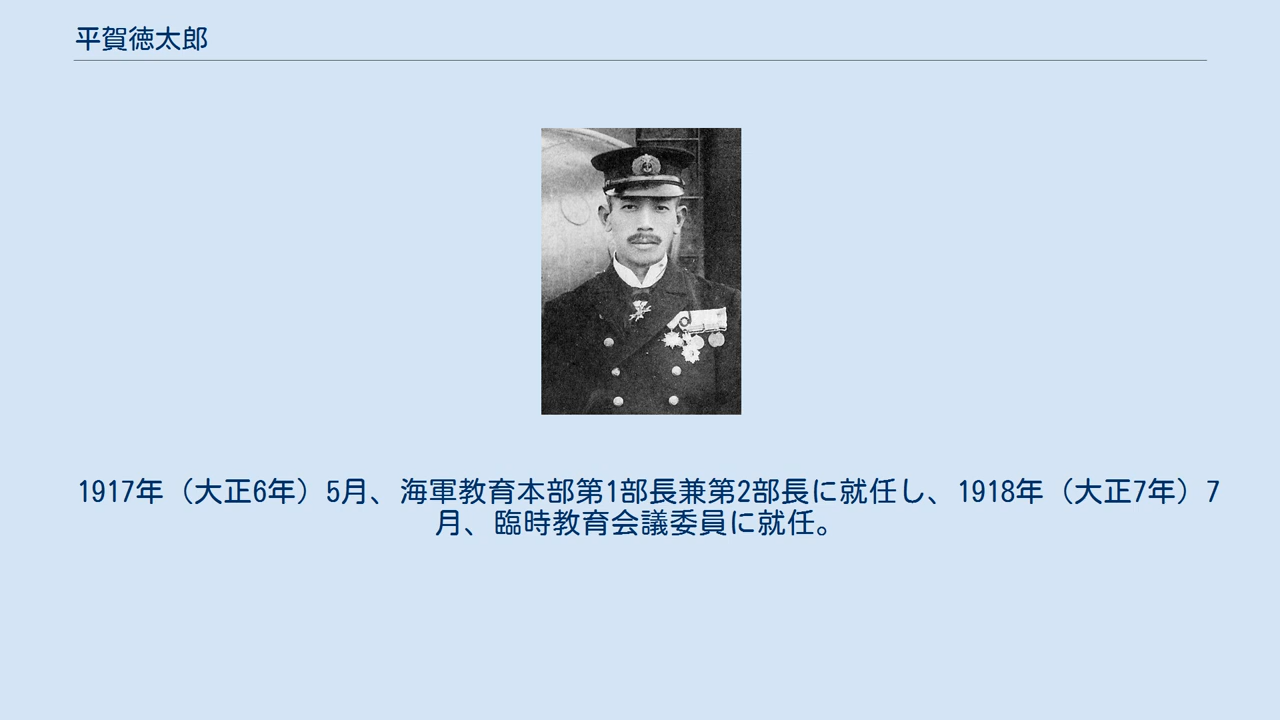 平賀徳太郎
1917年（大正6年）5月、海軍教育本部第1部長兼第2部長に就任し、1918年（大正7年）7
月、臨時教育会議委員に就任。